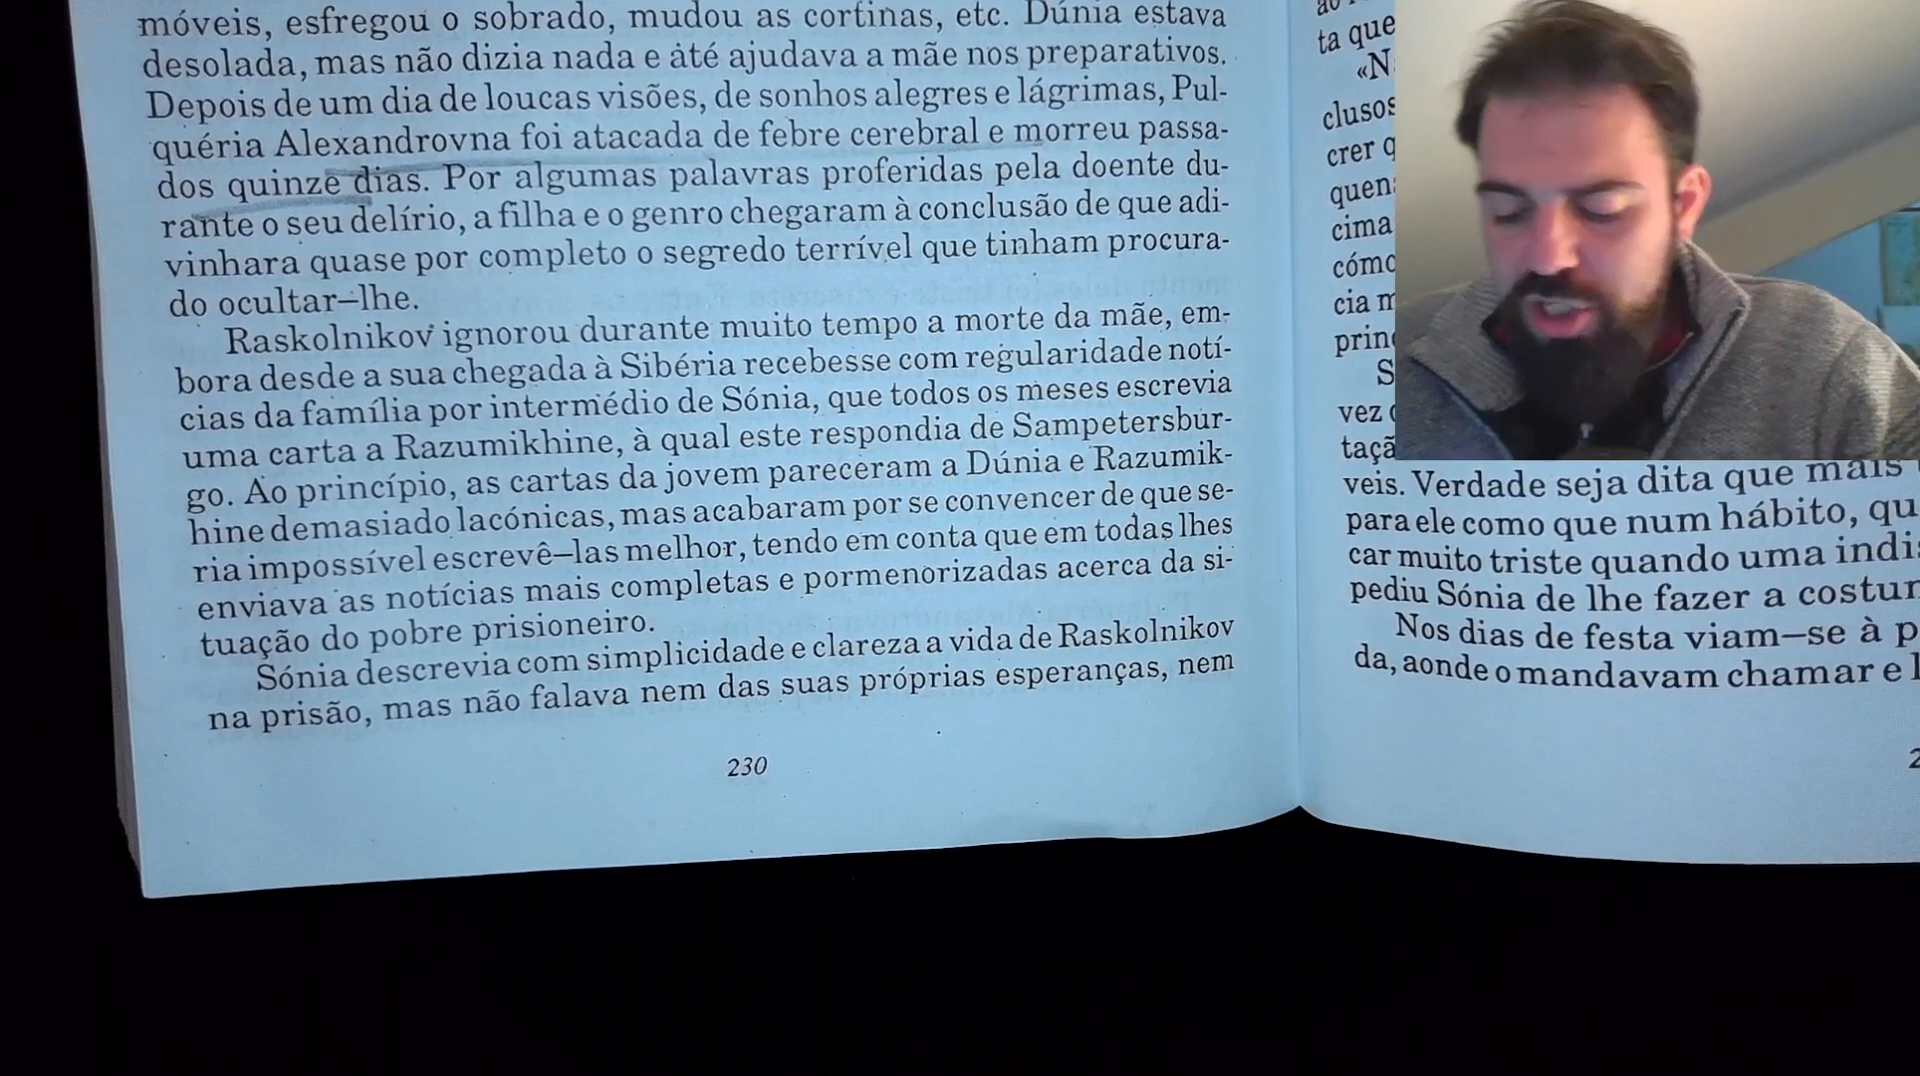 móveis, esfregou o sobrado, mudou as cortinas, etc. Dúnia estava
desolada, mas não dizia nada e até ajudava a mãe nos preparativos.
Depois de um dia de loucas visões, de sonhos alegres e lágrimas, Pul-
quéria Alexandrovna foi atacada de febre cerebral e morreu passa-
dos quinze dias. Por algumas palavras proferidas pela doente du-
rante o seu delírio, a filha e o genro chegaram à conclusão de que adi-
vinhara quase por completo o segredo terrível que tinham procura-
do ocultar—lhe.
Raskolnikov ignorou durante muito tempo a morte da mãe, em-
bora desde a sua chegada à Sibéria recebesse com regularidade notí-
cias da família por intermédio de Sónia, que todos os meses escrevia
uma carta a Razumikhine, à qual este respondia de Sampetersbur-
go. Ao princípio, as cartas da jovem pareceram a Dúnia e Razumik-
hine demasiado lacónicas, mas acabaram por se convencer de que se-
ria impossível escrevê—las melhor, tendo em conta que em todas lhes
enviava as notícias mais completas e pormenorizadas acerca da si-
tuação do pobre prisioneiro.
Sónia descrevia com simplicidade e clareza a vida de Raskolnikov
na prisão, mas não falava nem das suas próprias esperanças, nem
230
ta que
«N
clusos
crer q
quen
cima
cómo
cia m
princ
S
vez
taçã
veis. Verdade seja dita que mais
para ele como que num hábito, qu
car muito triste quando uma indi
pediu Sónia de lhe fazer a costur
Nos dias de festa viam—se à p
da, aonde o mandavam chamar e l